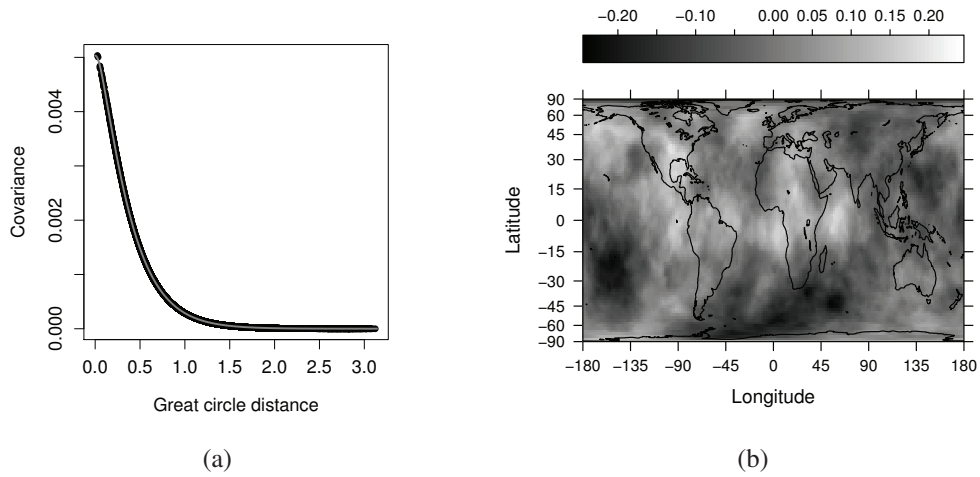 0.000 0.002 0.004
Covariance
0.0 0.5 1.0 1.5 2.0 2.5 3.0
Great circle distance
(a)
−0.20 −0.10 0.00 0.05 0.10 0.15 0.20
90
60
45
30
15
0
−15
−30
−45
−60
−90
Latitude
−180 −135 −90 −45 0 45 90 135 180
Longitude
(b)